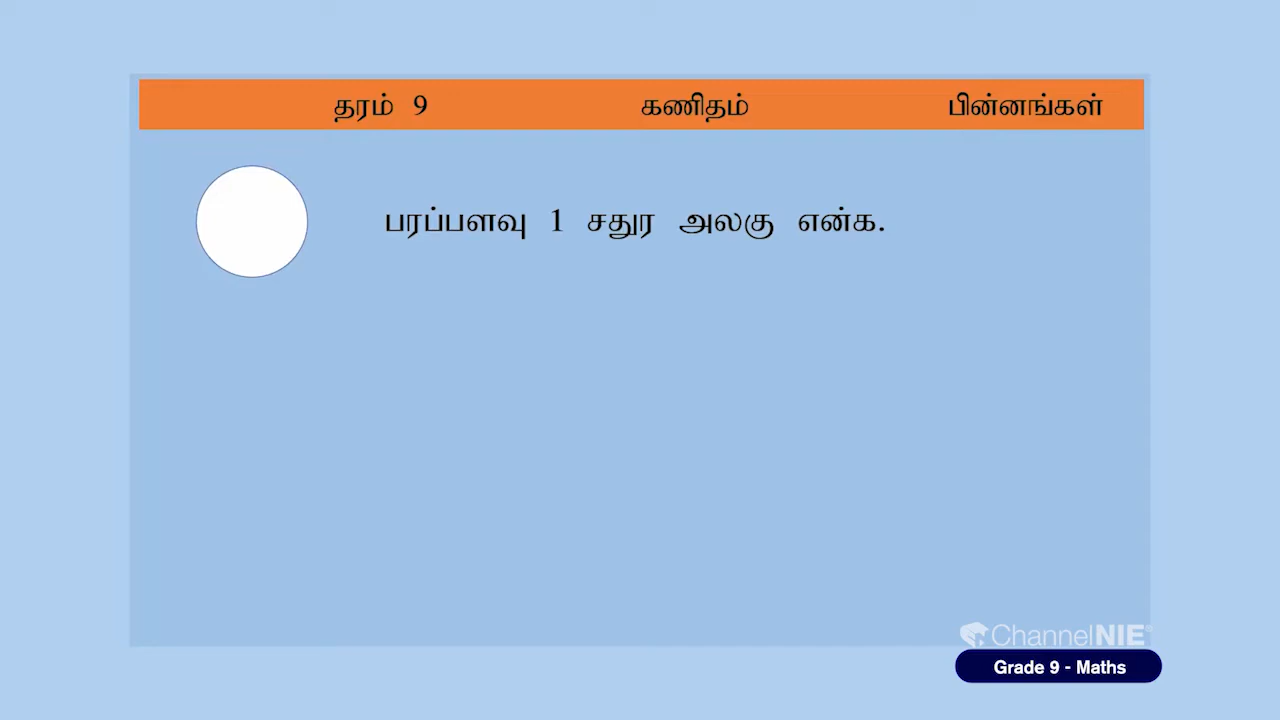 தரம் 9 கணிதம் பின்னங்கள்
பரப்பளவு 1 சதுர அலகு என்க.
ChannelNIE
Grade 9 - Maths